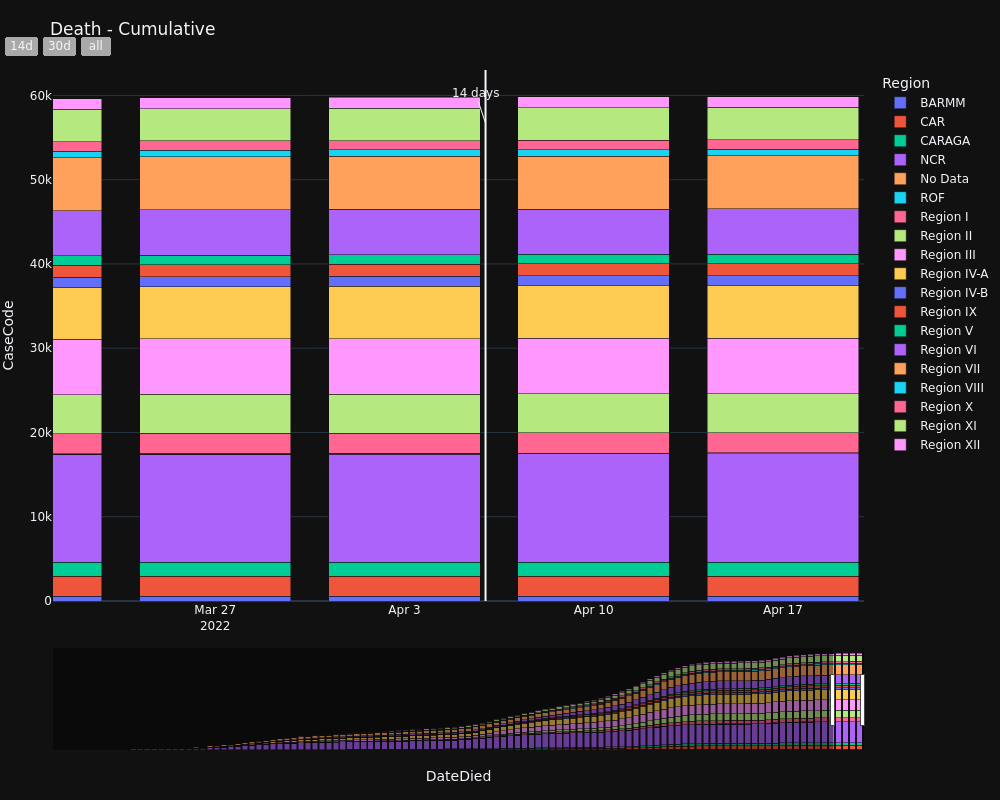 Death - Cumulative
14d 30d all
14 days
60k
50k
40k
30k
20k
10k
0
CaseCode
Mar 27 Apr 3 Apr 10 Apr 17
2022
DateDied
Region
BARMM
CAR
CARAGA
NCR
No Data
ROF
Region I
Region II
Region III
Region IV-A
Region IV-B
Region IX
Region V
Region VI
Region VII
Region VIII
Region X
Region XI
Region XII